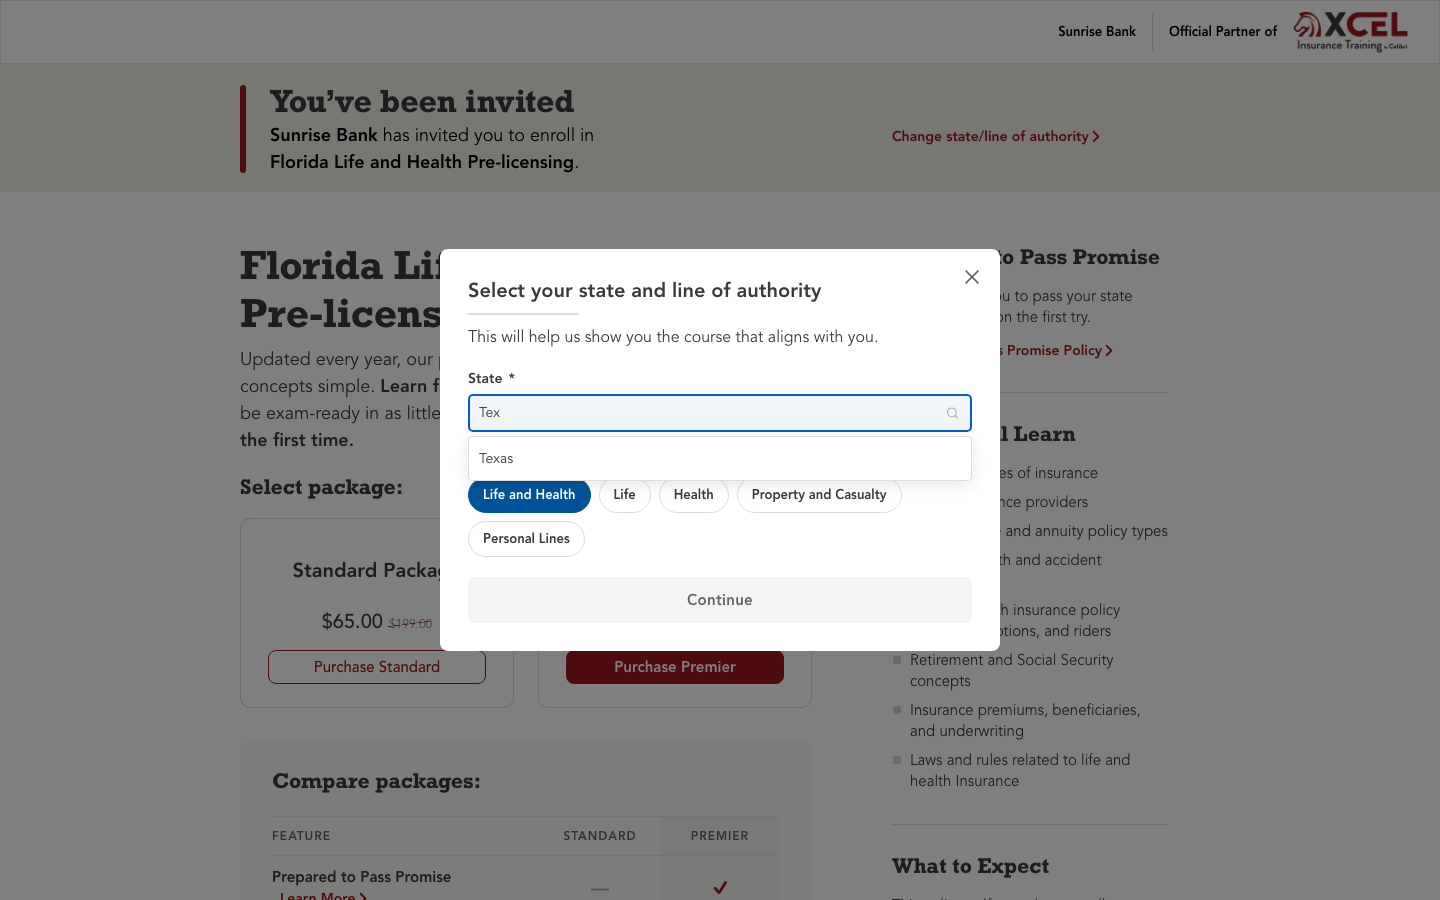 Sunrise Bank
Official Partner of
XCEL
Insurance Training by Colibri
You've been invited
Sunrise Bank has invited you to enroll in
Florida Life and Health Pre-licensing.
Change state/line of authority
Florida Li
Pre-licens
Updated every year, our
concepts simple. Learn f
be exam-ready in as little
the first time.
Select package:
Standard Packag
$65.00 $199.00
Purchase Standard
Purchase Premier
Select your state and line of authority
This will help us show you the course that aligns with you.
State *
Tex
Texas
Life and Health
Life
Health
Property and Casualty
Personal Lines
Continue
Compare packages:
FEATURE
STANDARD
PREMIER
Prepared to Pass Promise
Learn More
to Pass Promise
ou to pass your state
on the first try.
s Promise Policy
l Learn
es of insurance
nce providers
e and annuity policy types
th and accident
h insurance policy
otions, and riders
Retirement and Social Security
concepts
Insurance premiums, beneficiaries,
and underwriting
Laws and rules related to life and
health Insurance
What to Expect